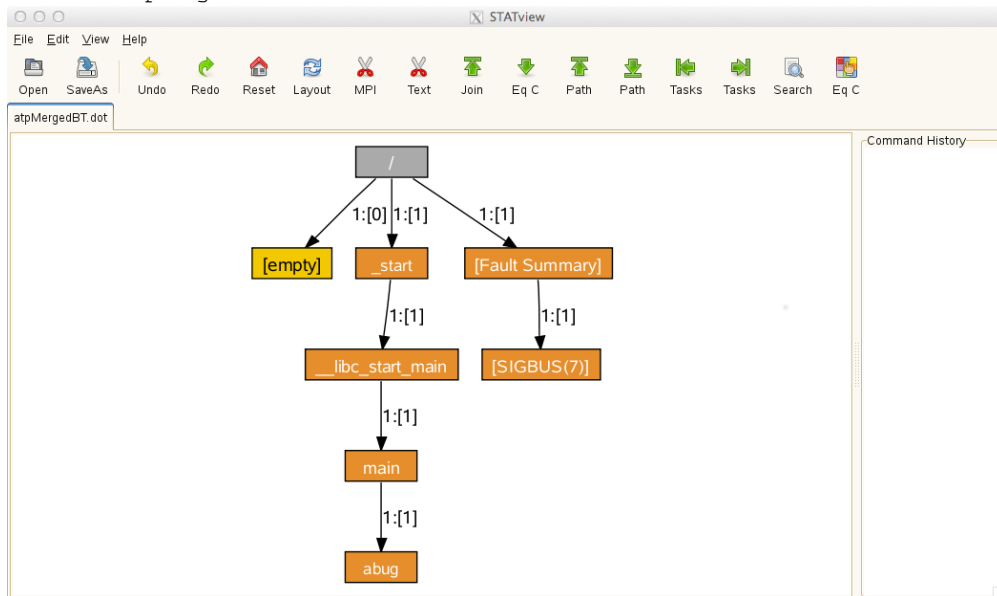 STATview
File Edit View Help
Open SaveAs Undo Redo Reset Layout MPI Text Join Eq C Path Path Tasks Tasks Search Eq C
atpMergedBT.dot
Command History
/
1:[0] 1:[1] 1:[1]
[empty] _start [Fault Summary]
1:[1] 1:[1]
__libc_start_main [SIGBUS(7)]
1:[1]
main
1:[1]
abug